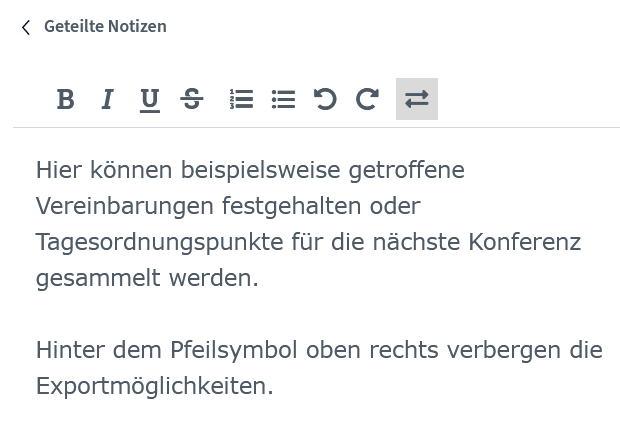 Geteilte Notizen
B I U S
Hier können beispielsweise getroffene
Vereinbarungen festgehalten oder
Tagesordnungspunkte für die nächste Konferenz
gesammelt werden.
Hinter dem Pfeilsymbol oben rechts verbergen die
Exportmöglichkeiten.